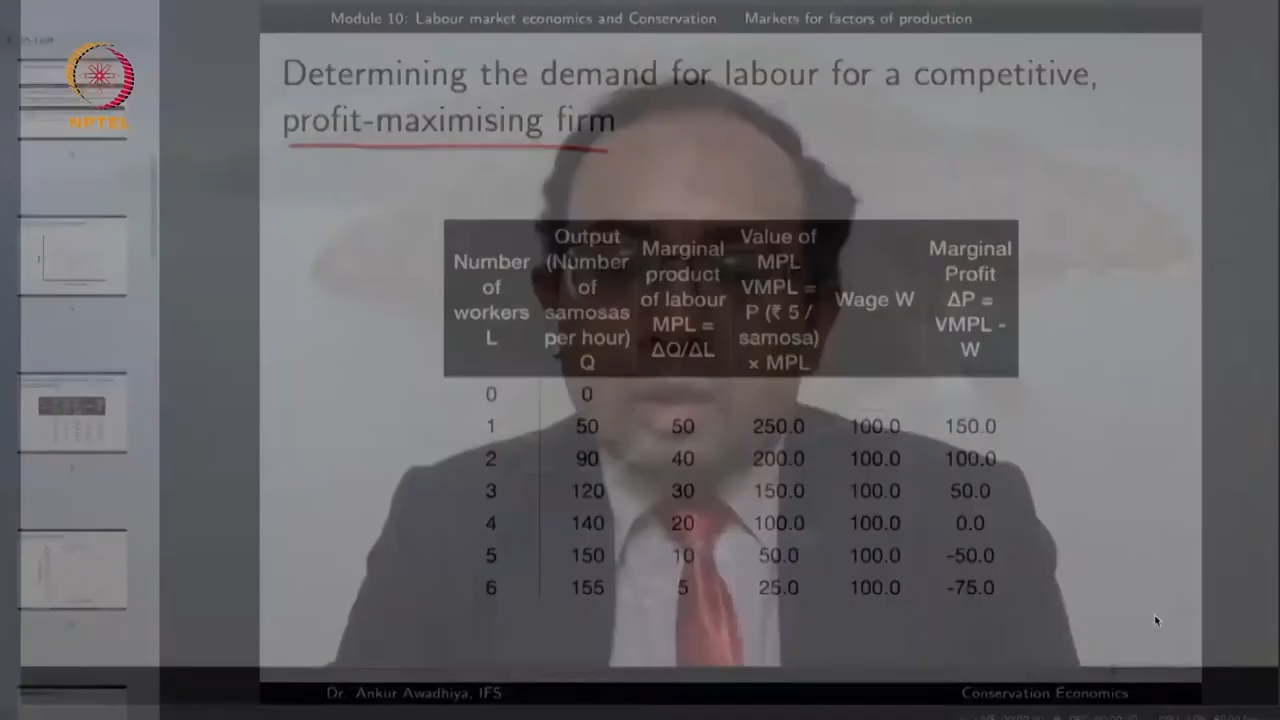 Module 10: Labour market economics and Conservation Markets for factors of production
NPTEL
Determining the demand for labour for a competitive,
profit-maximising firm
Number of workers L
Output (Number of samosas per hour) Q
Marginal product of labour MPL = ΔQ/ΔL
Value of MPL VMPL = P (₹ 5 / samosa) × MPL
Wage W
Marginal Profit ΔP = VMPL - W
0 0
1 50 50 250.0 100.0 150.0
2 90 40 200.0 100.0 100.0
3 120 30 150.0 100.0 50.0
4 140 20 100.0 100.0 0.0
5 150 10 50.0 100.0 -50.0
6 155 5 25.0 100.0 -75.0
Dr. Ankur Awadhiya, IFS Conservation Economics